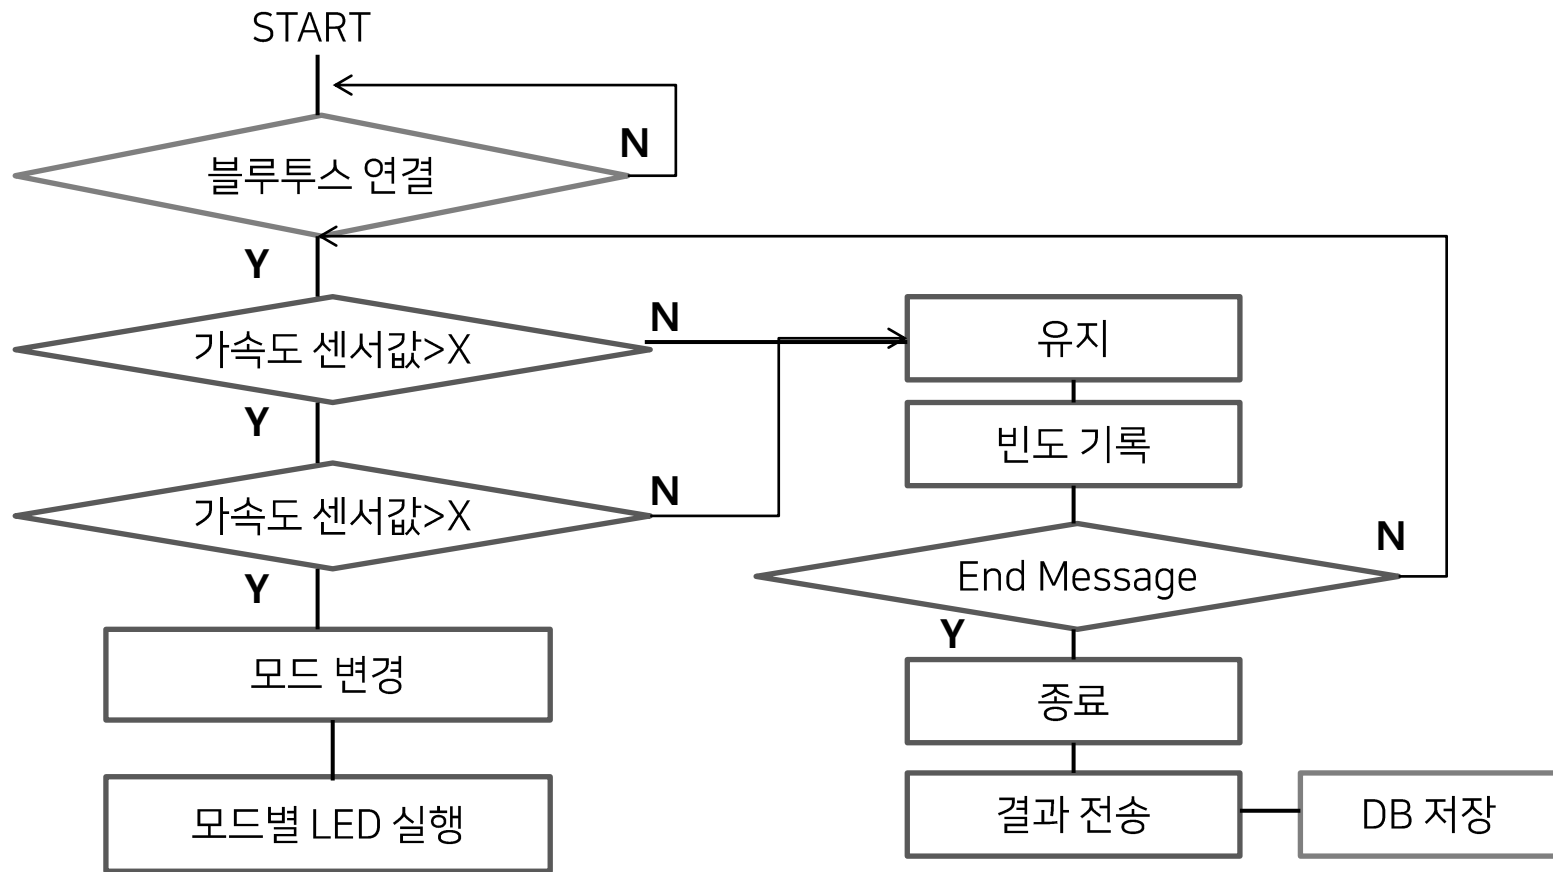 START
블루투스 연결
N
Y
가속도 센서값>X
N
Y
가속도 센서값>X
N
Y
모드 변경
모드별 LED 실행
유지
빈도 기록
End Message
N
Y
종료
결과 전송
DB 저장